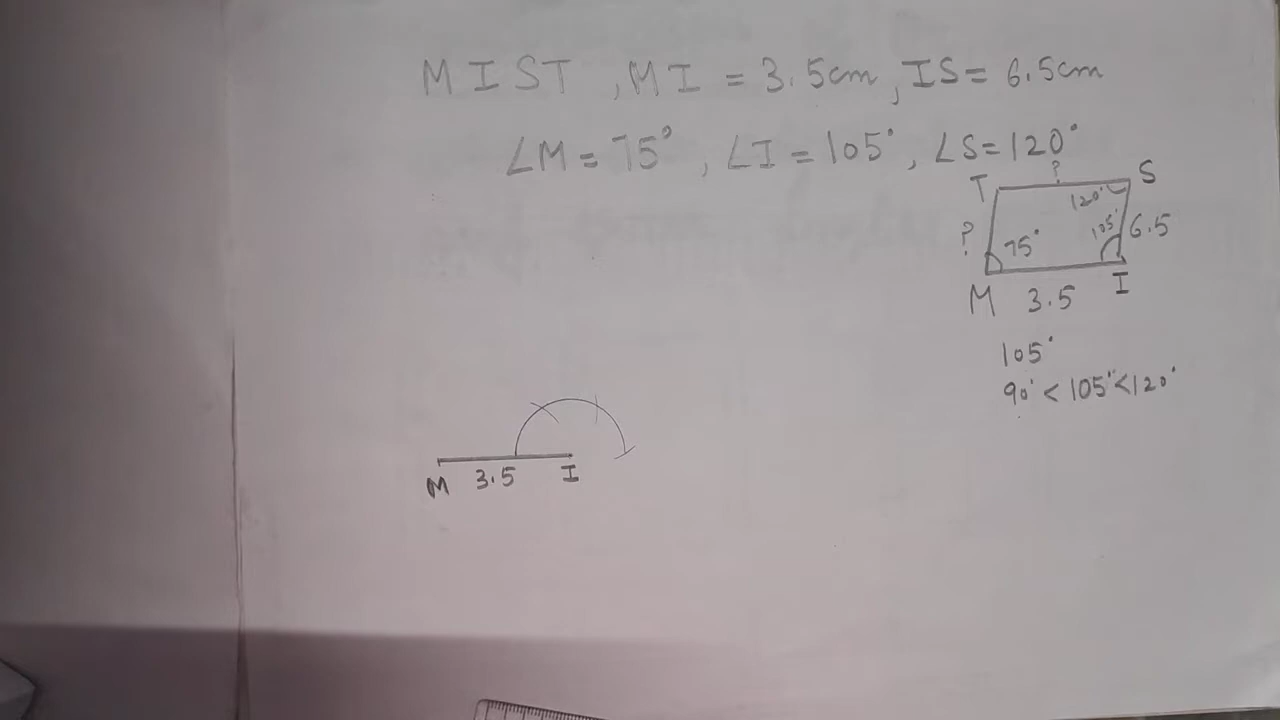 MIST, MI = 3.5cm, IS = 6.5cm
∠M = 75°, ∠I = 105°, ∠S = 120°
? S
T 120°
? 75° 105° 6.5
M 3.5 I
105°
90° < 105° < 120°
M 3.5 I